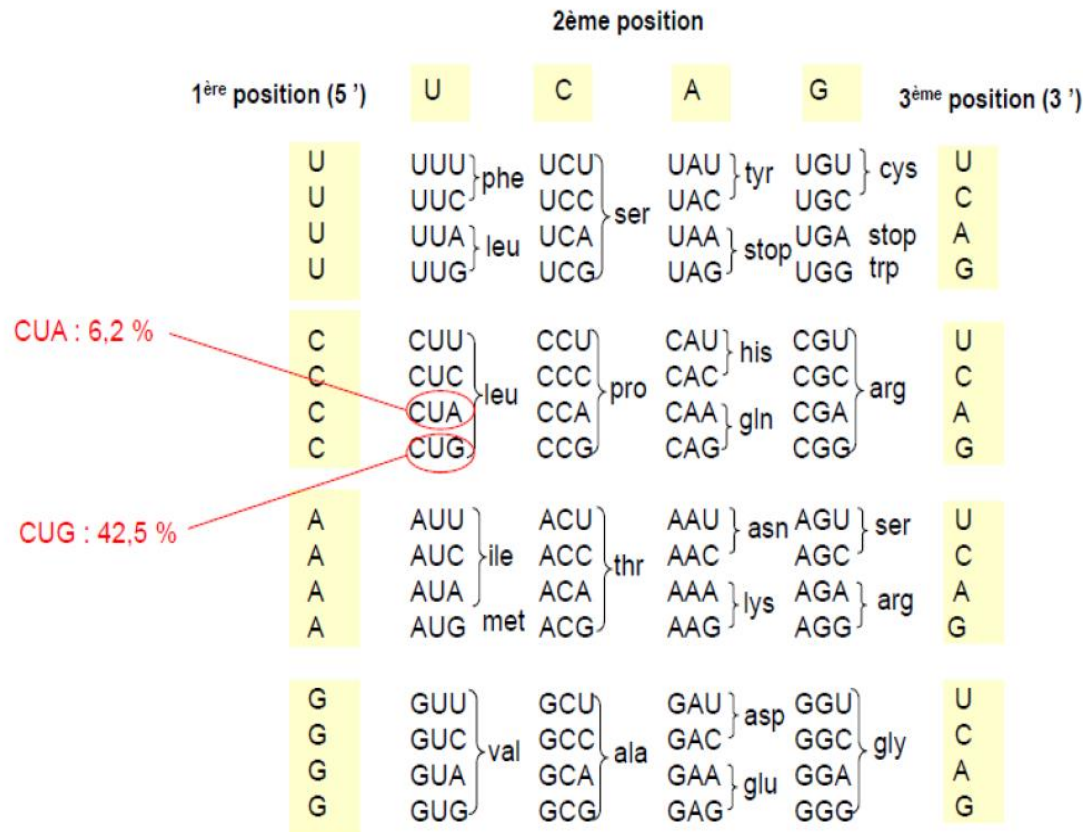 2ème position
1ère position (5 ’) U C A G 3ème position (3 ’)
U UUU UCU UAU UGU U
phe tyr cys
U UUC UCC UAC UGC C
ser
U UUA UCA UAA UGA stop A
leu stop
U UUG UCG UAG UGG trp G
CUA : 6,2 %
C CUU CCU CAU CGU U
his
C CUC CCC CAC CGC C
leu pro arg
C CUA CCA CAA CGA A
gln
C CUG CCG CAG CGG G
CUG : 42,5 %
A AUU ACU AAU AGU U
asn ser
A AUC ACC AAC AGC C
ile thr
A AUA ACA AAA AGA A
lys arg
A AUG met ACG AAG AGG G
G GUU GCU GAU GGU U
asp
G GUC GCC GAC GGC C
val ala gly
G GUA GCA GAA GGA A
glu
G GUG GCG GAG GGG G